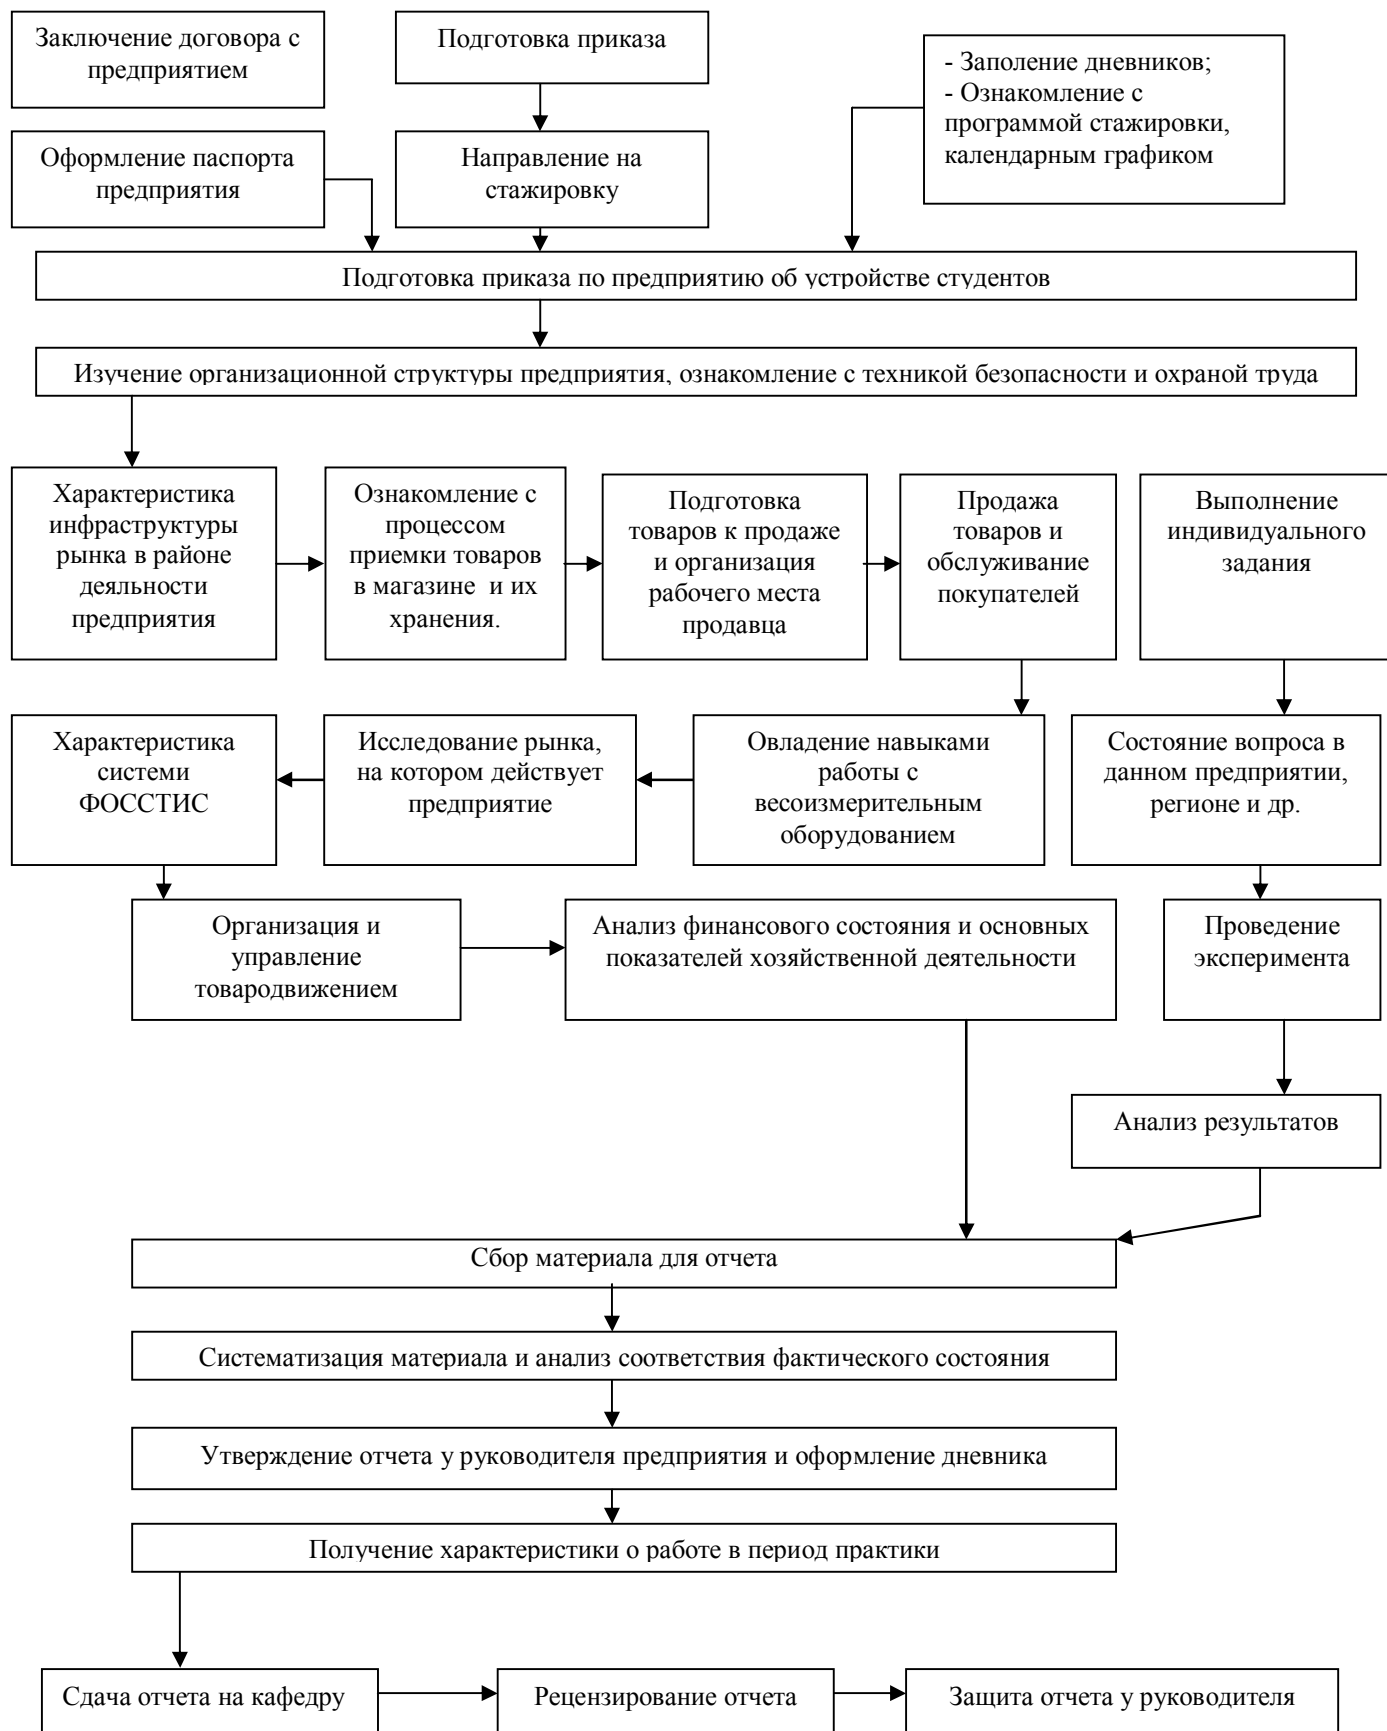 Заключение договора с
предприятием
Подготовка приказа
- Заполение дневников;
- Ознакомление с
программой стажировки,
календарным графиком
Оформление паспорта
предприятия
Направление на
стажировку
Подготовка приказа по предприятию об устройстве студентов
Изучение организационной структуры предприятия, ознакомление с техникой безопасности и охраной труда
Характеристика
инфраструктуры
рынка в районе
деяльности
предприятия
Ознакомление с
процессом
приемки товаров
в магазине и их
хранения.
Подготовка
товаров к продаже
и организация
рабочего места
продавца
Продажа
товаров и
обслуживание
покупателей
Выполнение
индивидуального
задания
Характеристика
системи
ФОССТИС
Исследование рынка,
на котором действует
предприятие
Овладение навыками
работы с
весоизмерительным
оборудованием
Состояние вопроса в
данном предприятии,
регионе и др.
Организация и
управление
товародвижением
Анализ финансового состояния и основных
показателей хозяйственной деятельности
Проведение
эксперимента
Анализ результатов
Сбор материала для отчета
Систематизация материала и анализ соответствия фактического состояния
Утверждение отчета у руководителя предприятия и оформление дневника
Получение характеристики о работе в период практики
Сдача отчета на кафедру
Рецензирование отчета
Защита отчета у руководителя